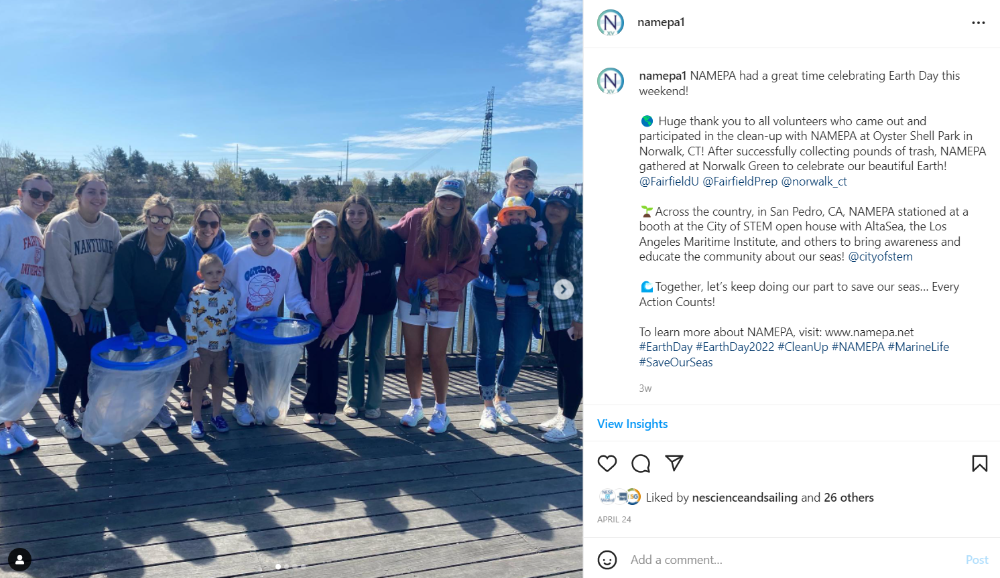 namepa1
namepa1 NAMEPA had a great time celebrating Earth Day this
weekend!
🌎 Huge thank you to all volunteers who came out and
participated in the clean-up with NAMEPA at Oyster Shell Park in
Norwalk, CT! After successfully collecting pounds of trash, NAMEPA
gathered at Norwalk Green to celebrate our beautiful Earth!
@FairfieldU @FairfieldPrep @norwalk_ct
🌱Across the country, in San Pedro, CA, NAMEPA stationed at a
booth at the City of STEM open house with AltaSea, the Los
Angeles Maritime Institute, and others to bring awareness and
educate the community about our seas! @cityofstem
🌊Together, let’s keep doing our part to save our seas... Every
Action Counts!
To learn more about NAMEPA, visit: www.namepa.net
#EarthDay #EarthDay2022 #CleanUp #NAMEPA #MarineLife
#SaveOurSeas
3w
View Insights
Liked by nescienceandsailing and 26 others
APRIL 24
Add a comment...
Post
N
XV
N
XV
SG
NANTUCKE
W
OUTDOOR